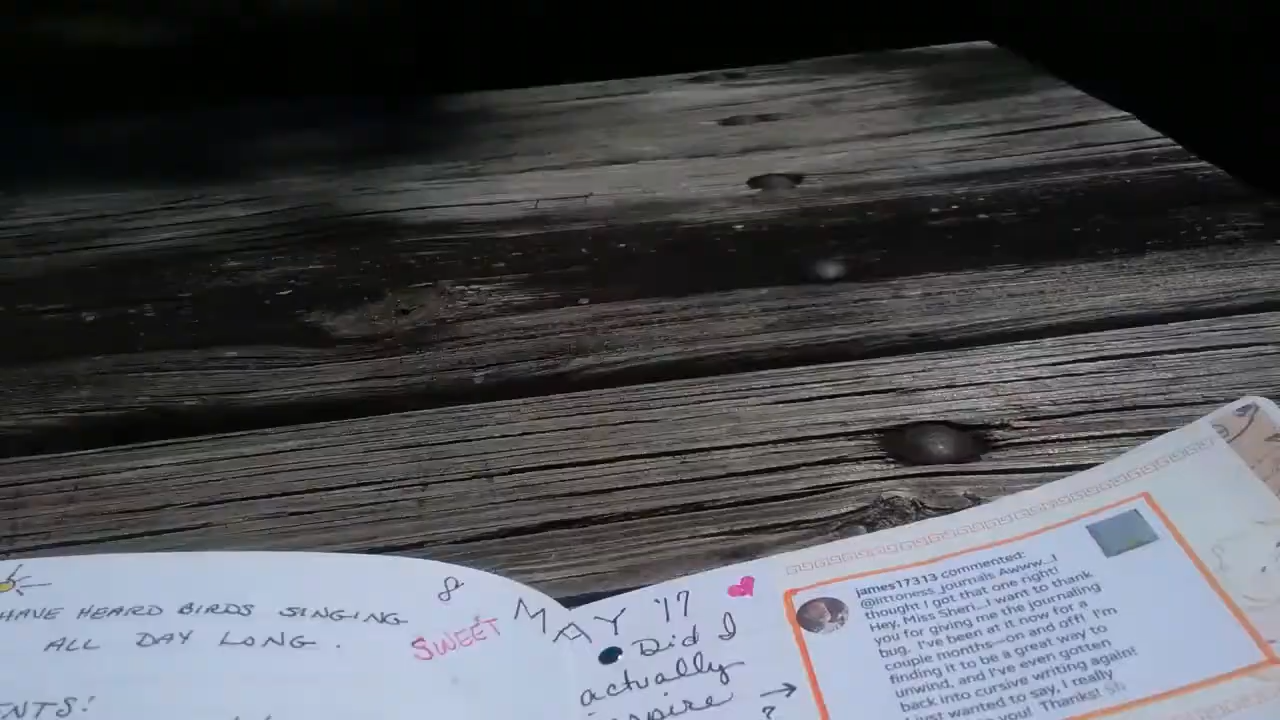 HAVE HEARD BIRDS SINGING
ALL DAY LONG.
SWEET
MAY '17
Did I
actually
?
james17313 commented:
@littoness_journals Awww...I
thought I got that one right!
Hey, Miss Sheri...I want to thank
you for giving me the journaling
bug. I've been at it now for a
couple months—on and off! I'm
finding it to be a great way to
unwind, and I've even gotten
back into cursive writing again!
I just wanted to say, I really
you! Thanks!